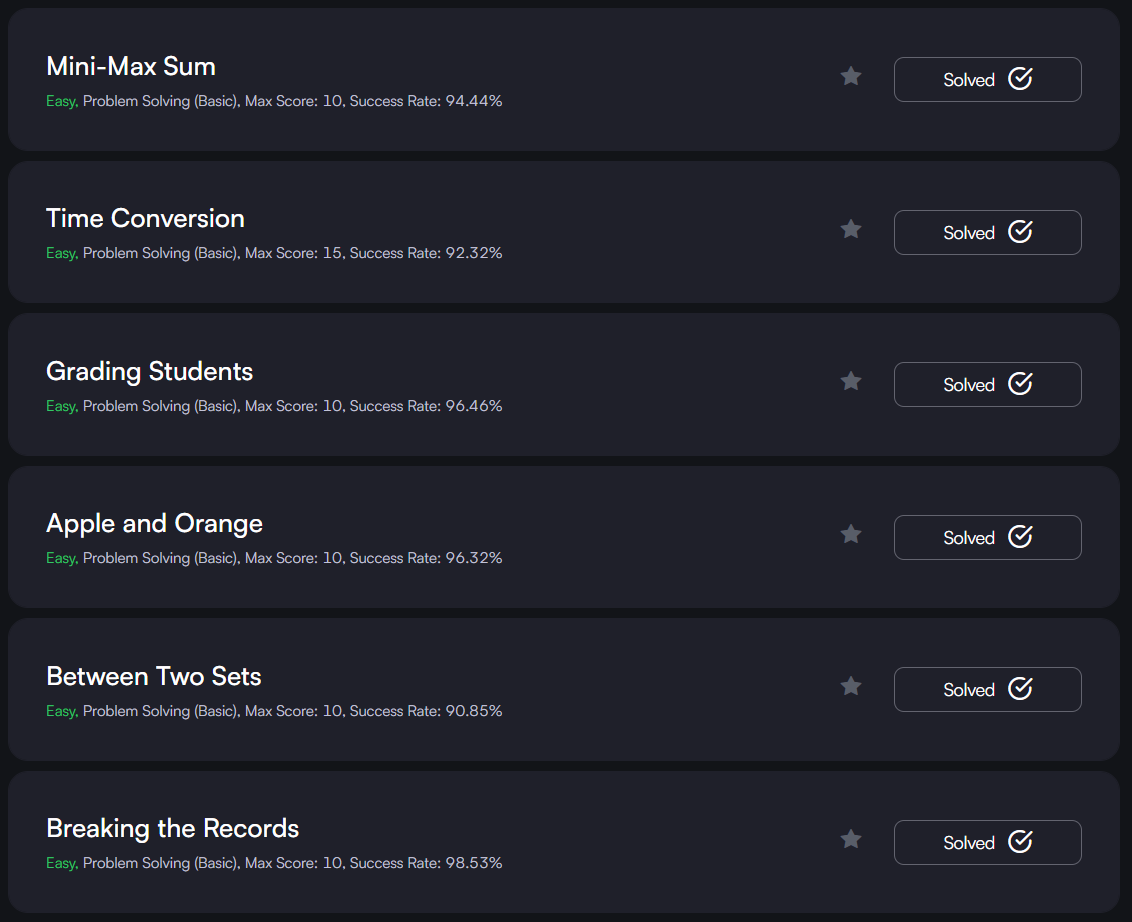 Mini-Max Sum
Easy, Problem Solving (Basic), Max Score: 10, Success Rate: 94.44%
Solved
Time Conversion
Easy, Problem Solving (Basic), Max Score: 15, Success Rate: 92.32%
Solved
Grading Students
Easy, Problem Solving (Basic), Max Score: 10, Success Rate: 96.46%
Solved
Apple and Orange
Easy, Problem Solving (Basic), Max Score: 10, Success Rate: 96.32%
Solved
Between Two Sets
Easy, Problem Solving (Basic), Max Score: 10, Success Rate: 90.85%
Solved
Breaking the Records
Easy, Problem Solving (Basic), Max Score: 10, Success Rate: 98.53%
Solved